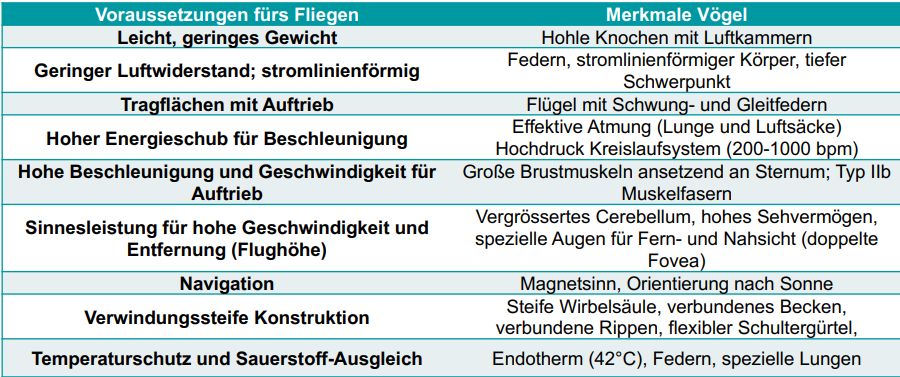 Voraussetzungen fürs Fliegen
Merkmale Vögel
Leicht, geringes Gewicht
Hohle Knochen mit Luftkammern
Geringer Luftwiderstand; stromlinienförmig
Federn, stromlinienförmiger Körper, tiefer
Schwerpunkt
Tragflächen mit Auftrieb
Flügel mit Schwung- und Gleitfedern
Hoher Energieschub für Beschleunigung
Effektive Atmung (Lunge und Luftsäcke)
Hochdruck Kreislaufsystem (200-1000 bpm)
Hohe Beschleunigung und Geschwindigkeit für
Auftrieb
Große Brustmuskeln ansetzend an Sternum; Typ IIb
Muskelfasern
Sinnesleistung für hohe Geschwindigkeit und
Entfernung (Flughöhe)
Vergrössertes Cerebellum, hohes Sehvermögen,
spezielle Augen für Fern- und Nahsicht (doppelte
Fovea)
Navigation
Magnetsinn, Orientierung nach Sonne
Verwindungssteife Konstruktion
Steife Wirbelsäule, verbundenes Becken,
verbundene Rippen, flexibler Schultergürtel,
Temperaturschutz und Sauerstoff-Ausgleich
Endotherm (42°C), Federn, spezielle Lungen